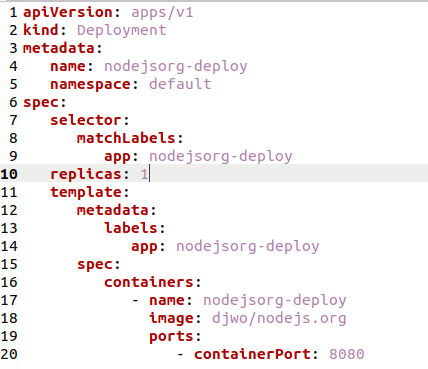 1 apiVersion: apps/v1
2 kind: Deployment
3 metadata:
4    name: nodejsorg-deploy
5    namespace: default
6 spec:
7    selector:
8       matchLabels:
9          app: nodejsorg-deploy
10    replicas: 1
11    template:
12       metadata:
13          labels:
14             app: nodejsorg-deploy
15       spec:
16          containers:
17             - name: nodejsorg-deploy
18               image: djwo/nodejs.org
19               ports:
20                  - containerPort: 8080